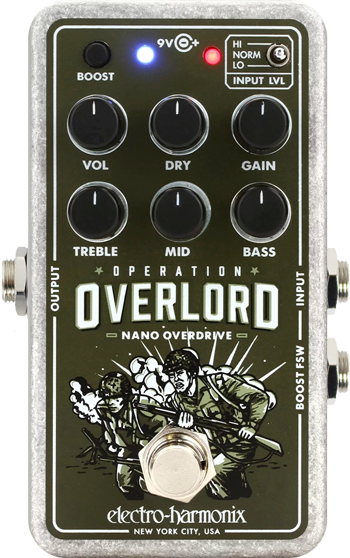 9V⊖+
HI
NORM
LO
BOOST
INPUT LVL
VOL
DRY
GAIN
TREBLE
MID
BASS
OUTPUT
INPUT
OPERATION
OVERLORD
NANO OVERDRIVE
BOOST FSW
electro-harmonix
NEW YORK CITY, USA